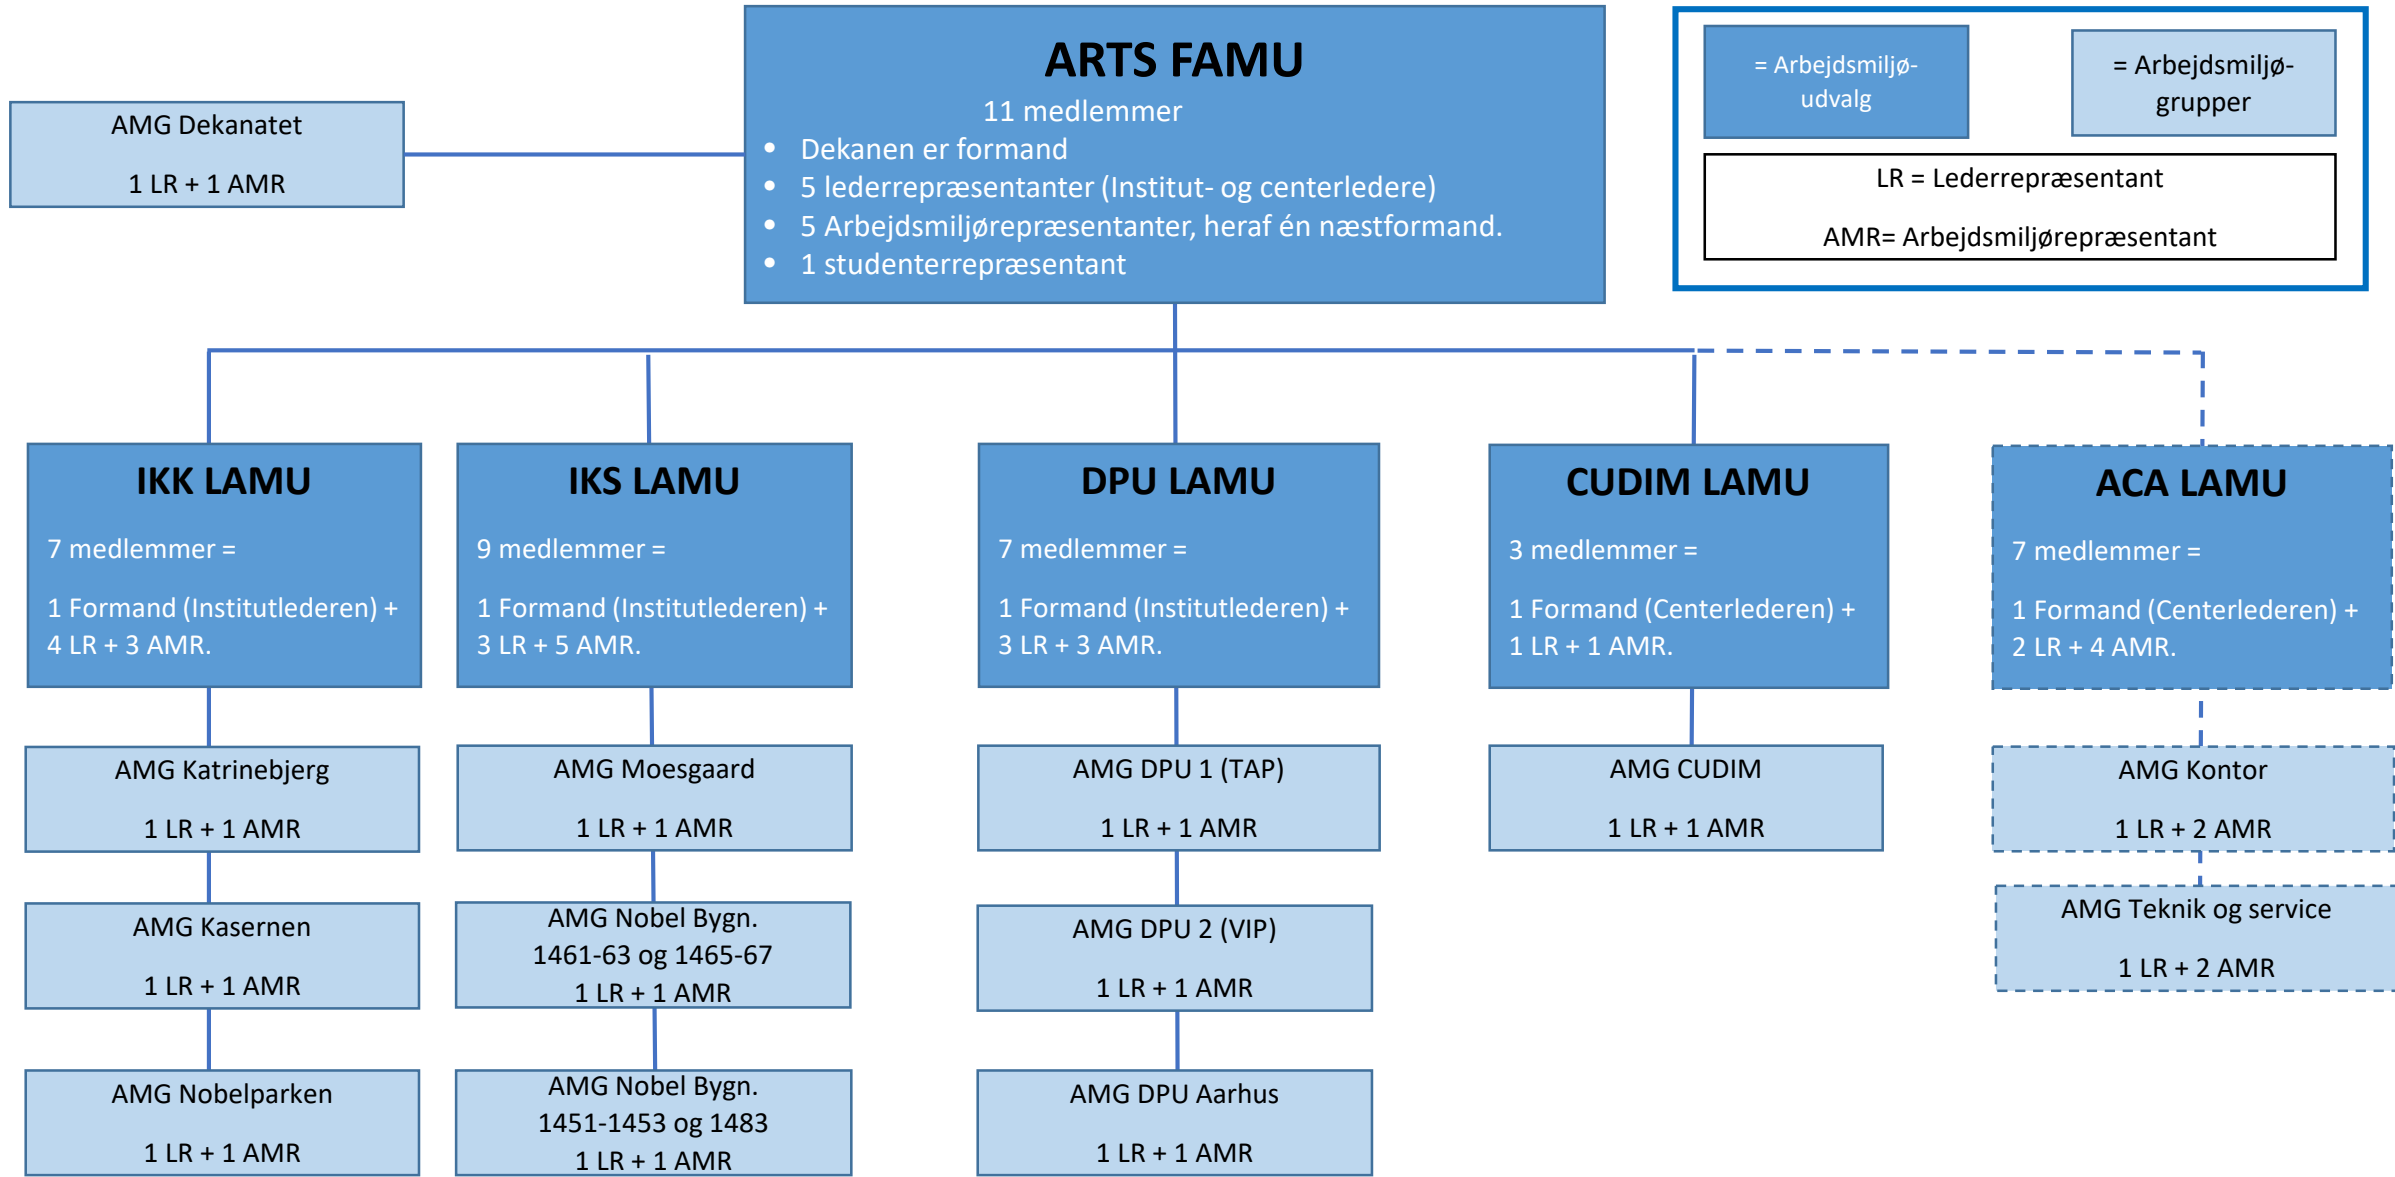 ARTS FAMU
11 medlemmer
• Dekanen er formand
• 5 lederrepræsentanter (Institut- og centerledere)
• 5 Arbejdsmiljørepræsentanter, heraf én næstformand.
• 1 studenterrepræsentant
= Arbejdsmiljø-
udvalg
= Arbejdsmiljø-
grupper
LR = Lederrepræsentant
AMR= Arbejdsmiljørepræsentant
AMG Dekanatet
1 LR + 1 AMR
IKK LAMU
7 medlemmer =
1 Formand (Institutlederen) +
4 LR + 3 AMR.
IKS LAMU
9 medlemmer =
1 Formand (Institutlederen) +
3 LR + 5 AMR.
DPU LAMU
7 medlemmer =
1 Formand (Institutlederen) +
3 LR + 3 AMR.
CUDIM LAMU
3 medlemmer =
1 Formand (Centerlederen) +
1 LR + 1 AMR.
ACA LAMU
7 medlemmer =
1 Formand (Centerlederen) +
2 LR + 4 AMR.
AMG Katrinebjerg
1 LR + 1 AMR
AMG Moesgaard
1 LR + 1 AMR
AMG DPU 1 (TAP)
1 LR + 1 AMR
AMG CUDIM
1 LR + 1 AMR
AMG Kontor
1 LR + 2 AMR
AMG Kasernen
1 LR + 1 AMR
AMG Nobel Bygn.
1461-63 og 1465-67
1 LR + 1 AMR
AMG DPU 2 (VIP)
1 LR + 1 AMR
AMG Teknik og service
1 LR + 2 AMR
AMG Nobelparken
1 LR + 1 AMR
AMG Nobel Bygn.
1451-1453 og 1483
1 LR + 1 AMR
AMG DPU Aarhus
1 LR + 1 AMR